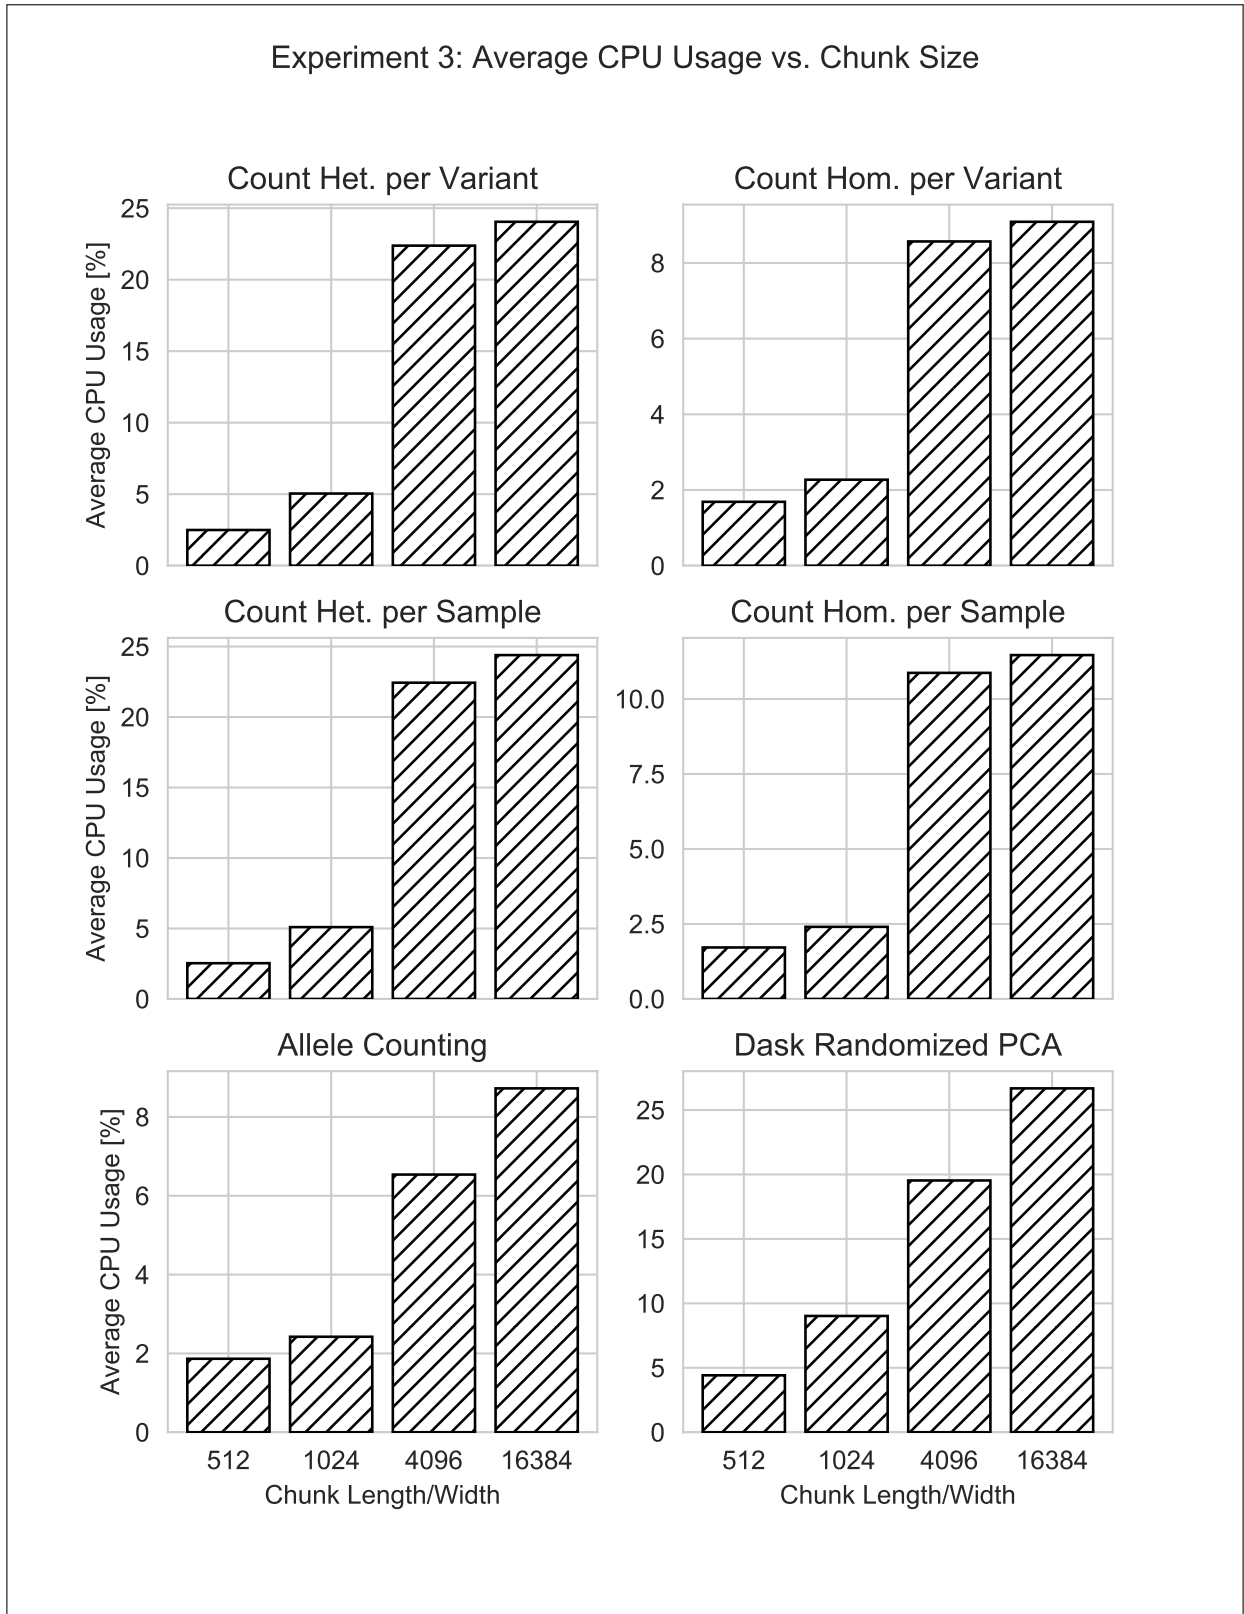 Experiment 3: Average CPU Usage vs. Chunk Size
Count Het. per Variant
Average CPU Usage [%]
25
20
15
10
5
0
Count Hom. per Variant
8
6
4
2
0
Count Het. per Sample
Average CPU Usage [%]
25
20
15
10
5
0
Count Hom. per Sample
10.0
7.5
5.0
2.5
0.0
Allele Counting
Average CPU Usage [%]
8
6
4
2
0
512 1024 4096 16384
Chunk Length/Width
Dask Randomized PCA
25
20
15
10
5
0
512 1024 4096 16384
Chunk Length/Width